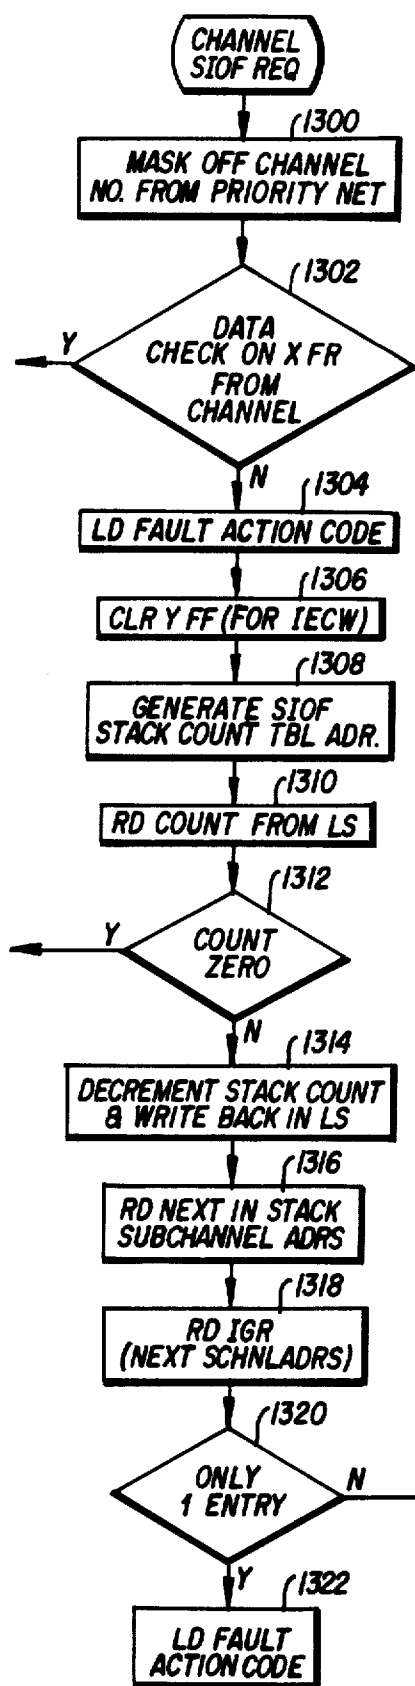 CHANNEL
SIOF REQ
1300
MASK OFF CHANNEL
NO. FROM PRIORITY NET
1302
DATA
CHECK ON X FR
FROM
CHANNEL
Y
N
1304
LD FAULT ACTION CODE
1306
CLR Y FF (FOR IECW)
1308
GENERATE SIOF
STACK COUNT TBL ADR.
1310
RD COUNT FROM LS
1312
COUNT
ZERO
Y
N
1314
DECREMENT STACK COUNT
& WRITE BACK IN LS
1316
RD NEXT IN STACK
SUBCHANNEL ADRS
1318
RD IGR
(NEXT SCHNLADRS)
1320
ONLY
1 ENTRY
N
Y
1322
LD FAULT
ACTION CODE